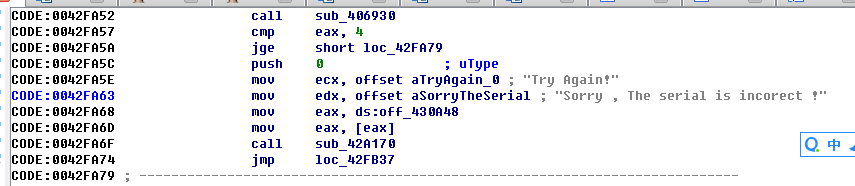 CODE:0042FA52 call sub_406930
CODE:0042FA57 cmp eax, 4
CODE:0042FA5A jge short loc_42FA79
CODE:0042FA5C push 0 ; uType
CODE:0042FA5E mov ecx, offset aTryAgain_0 ; "Try Again!"
CODE:0042FA63 mov edx, offset aSorryTheSerial ; "Sorry , The serial is incorect !"
CODE:0042FA68 mov eax, ds:off_430A48
CODE:0042FA6D mov eax, [eax]
CODE:0042FA6F call sub_42A170
CODE:0042FA74 jmp loc_42FB37
CODE:0042FA79 ; ---------------------------------------------------------------------------
中